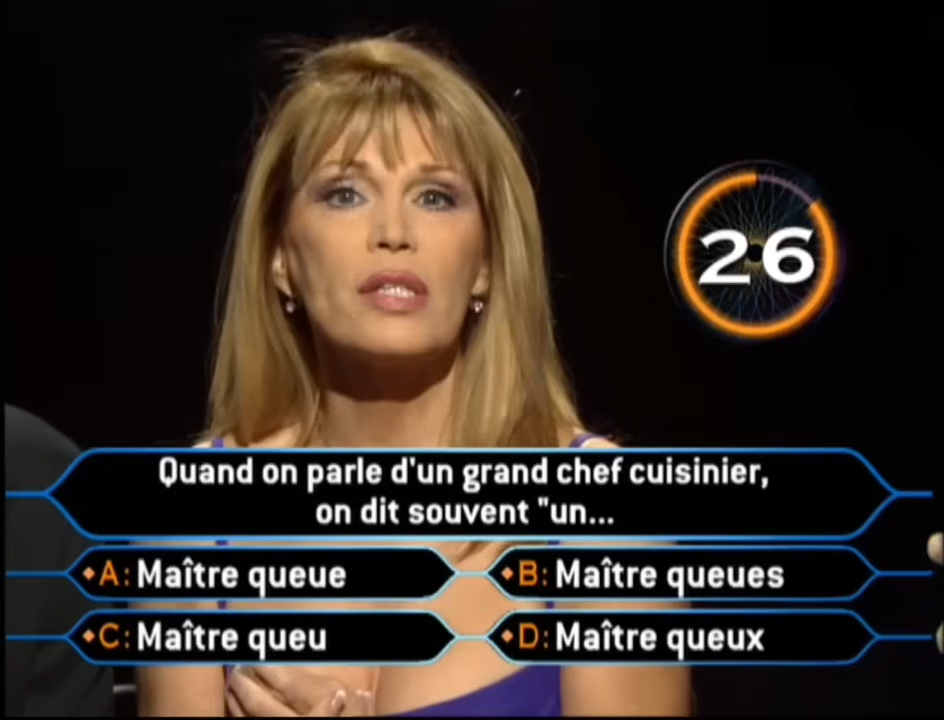 26
Quand on parle d'un grand chef cuisinier,
on dit souvent "un...
A: Maître queue
B: Maître queues
C: Maître queu
D: Maître queux